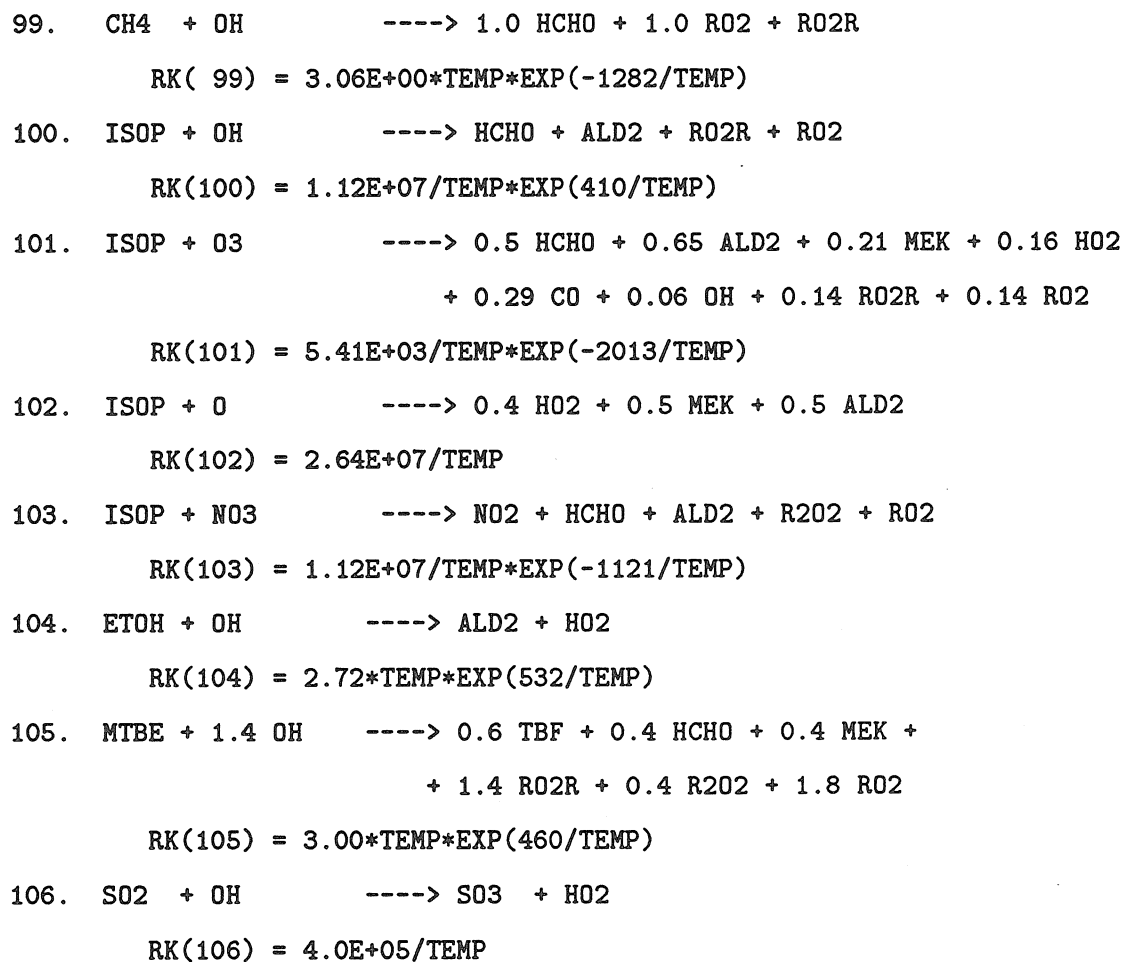 99. CH4 + OH ----> 1.0 HCHO + 1.0 RO2 + RO2R
RK( 99) = 3.06E+00*TEMP*EXP(-1282/TEMP)
100. ISOP + OH ----> HCHO + ALD2 + RO2R + RO2
RK(100) = 1.12E+07/TEMP*EXP(410/TEMP)
101. ISOP + O3 ----> 0.5 HCHO + 0.65 ALD2 + 0.21 MEK + 0.16 HO2
+ 0.29 CO + 0.06 OH + 0.14 RO2R + 0.14 RO2
RK(101) = 5.41E+03/TEMP*EXP(-2013/TEMP)
102. ISOP + O ----> 0.4 HO2 + 0.5 MEK + 0.5 ALD2
RK(102) = 2.64E+07/TEMP
103. ISOP + NO3 ----> NO2 + HCHO + ALD2 + R2O2 + RO2
RK(103) = 1.12E+07/TEMP*EXP(-1121/TEMP)
104. ETOH + OH ----> ALD2 + HO2
RK(104) = 2.72*TEMP*EXP(532/TEMP)
105. MTBE + 1.4 OH ----> 0.6 TBF + 0.4 HCHO + 0.4 MEK +
+ 1.4 RO2R + 0.4 R2O2 + 1.8 RO2
RK(105) = 3.00*TEMP*EXP(460/TEMP)
106. SO2 + OH ----> SO3 + HO2
RK(106) = 4.0E+05/TEMP